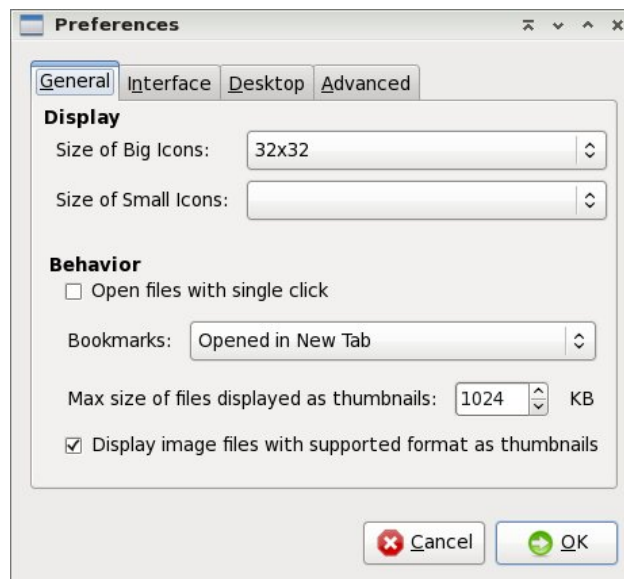 Preferences
General Interface Desktop Advanced
Display
Size of Big Icons: 32x32
Size of Small Icons:
Behavior
Open files with single click
Bookmarks: Opened in New Tab
Max size of files displayed as thumbnails: 1024 KB
Display image files with supported format as thumbnails
Cancel OK